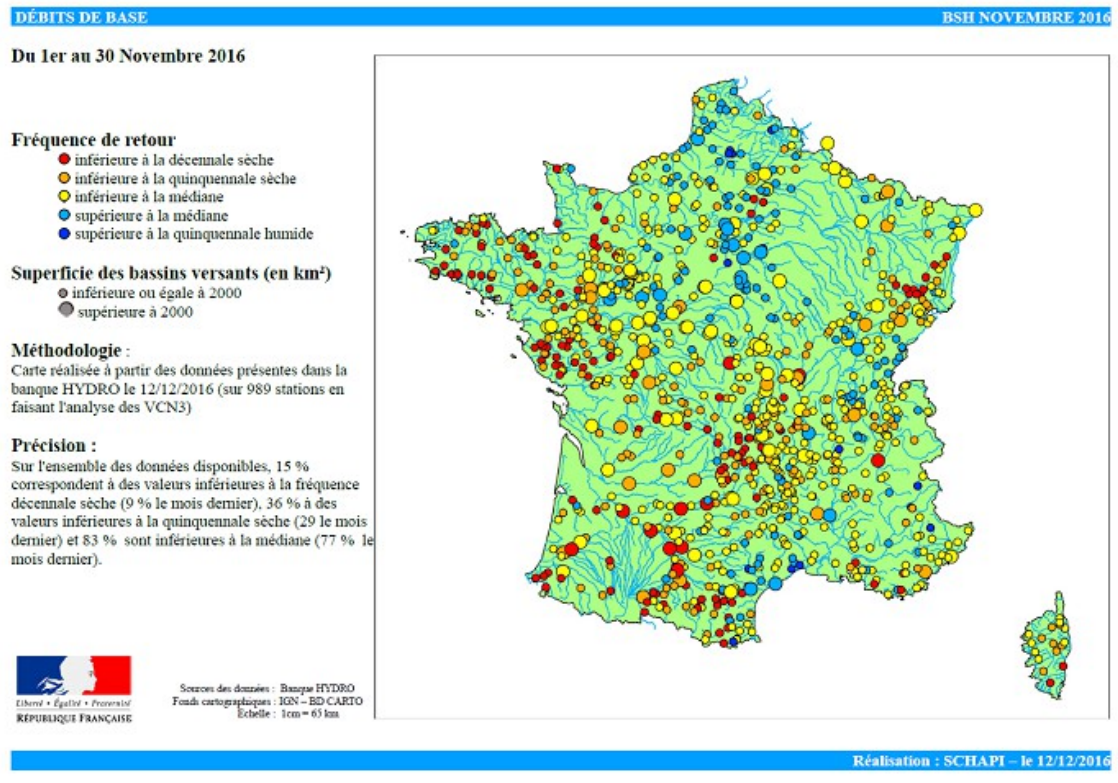 DÉBITS DE BASE
BSH NOVEMBRE 2016
Du 1er au 30 Novembre 2016
Fréquence de retour
inférieure à la décennale sèche
inférieure à la quinquennale sèche
inférieure à la médiane
supérieure à la médiane
supérieure à la quinquennale humide
Superficie des bassins versants (en km²)
inférieure ou égale à 2000
supérieure à 2000
Méthodologie :
Carte réalisée à partir des données présentes dans la
banque HYDRO le 12/12/2016 (sur 989 stations en
faisant l'analyse des VCN3)
Précision :
Sur l'ensemble des données disponibles, 15 %
correspondent à des valeurs inférieures à la fréquence
décennale sèche (9 % le mois dernier), 36 % à des
valeurs inférieures à la quinquennale sèche (29 le mois
dernier) et 83 % sont inférieures à la médiane (77 % le
mois dernier).
Liberté • Égalité • Fraternité
RÉPUBLIQUE FRANÇAISE
Sources des données : Banque HYDRO
Fonds cartographiques : IGN – BD CARTO
Echelle : 1cm = 65 km
Réalisation : SCHAPI – le 12/12/2016